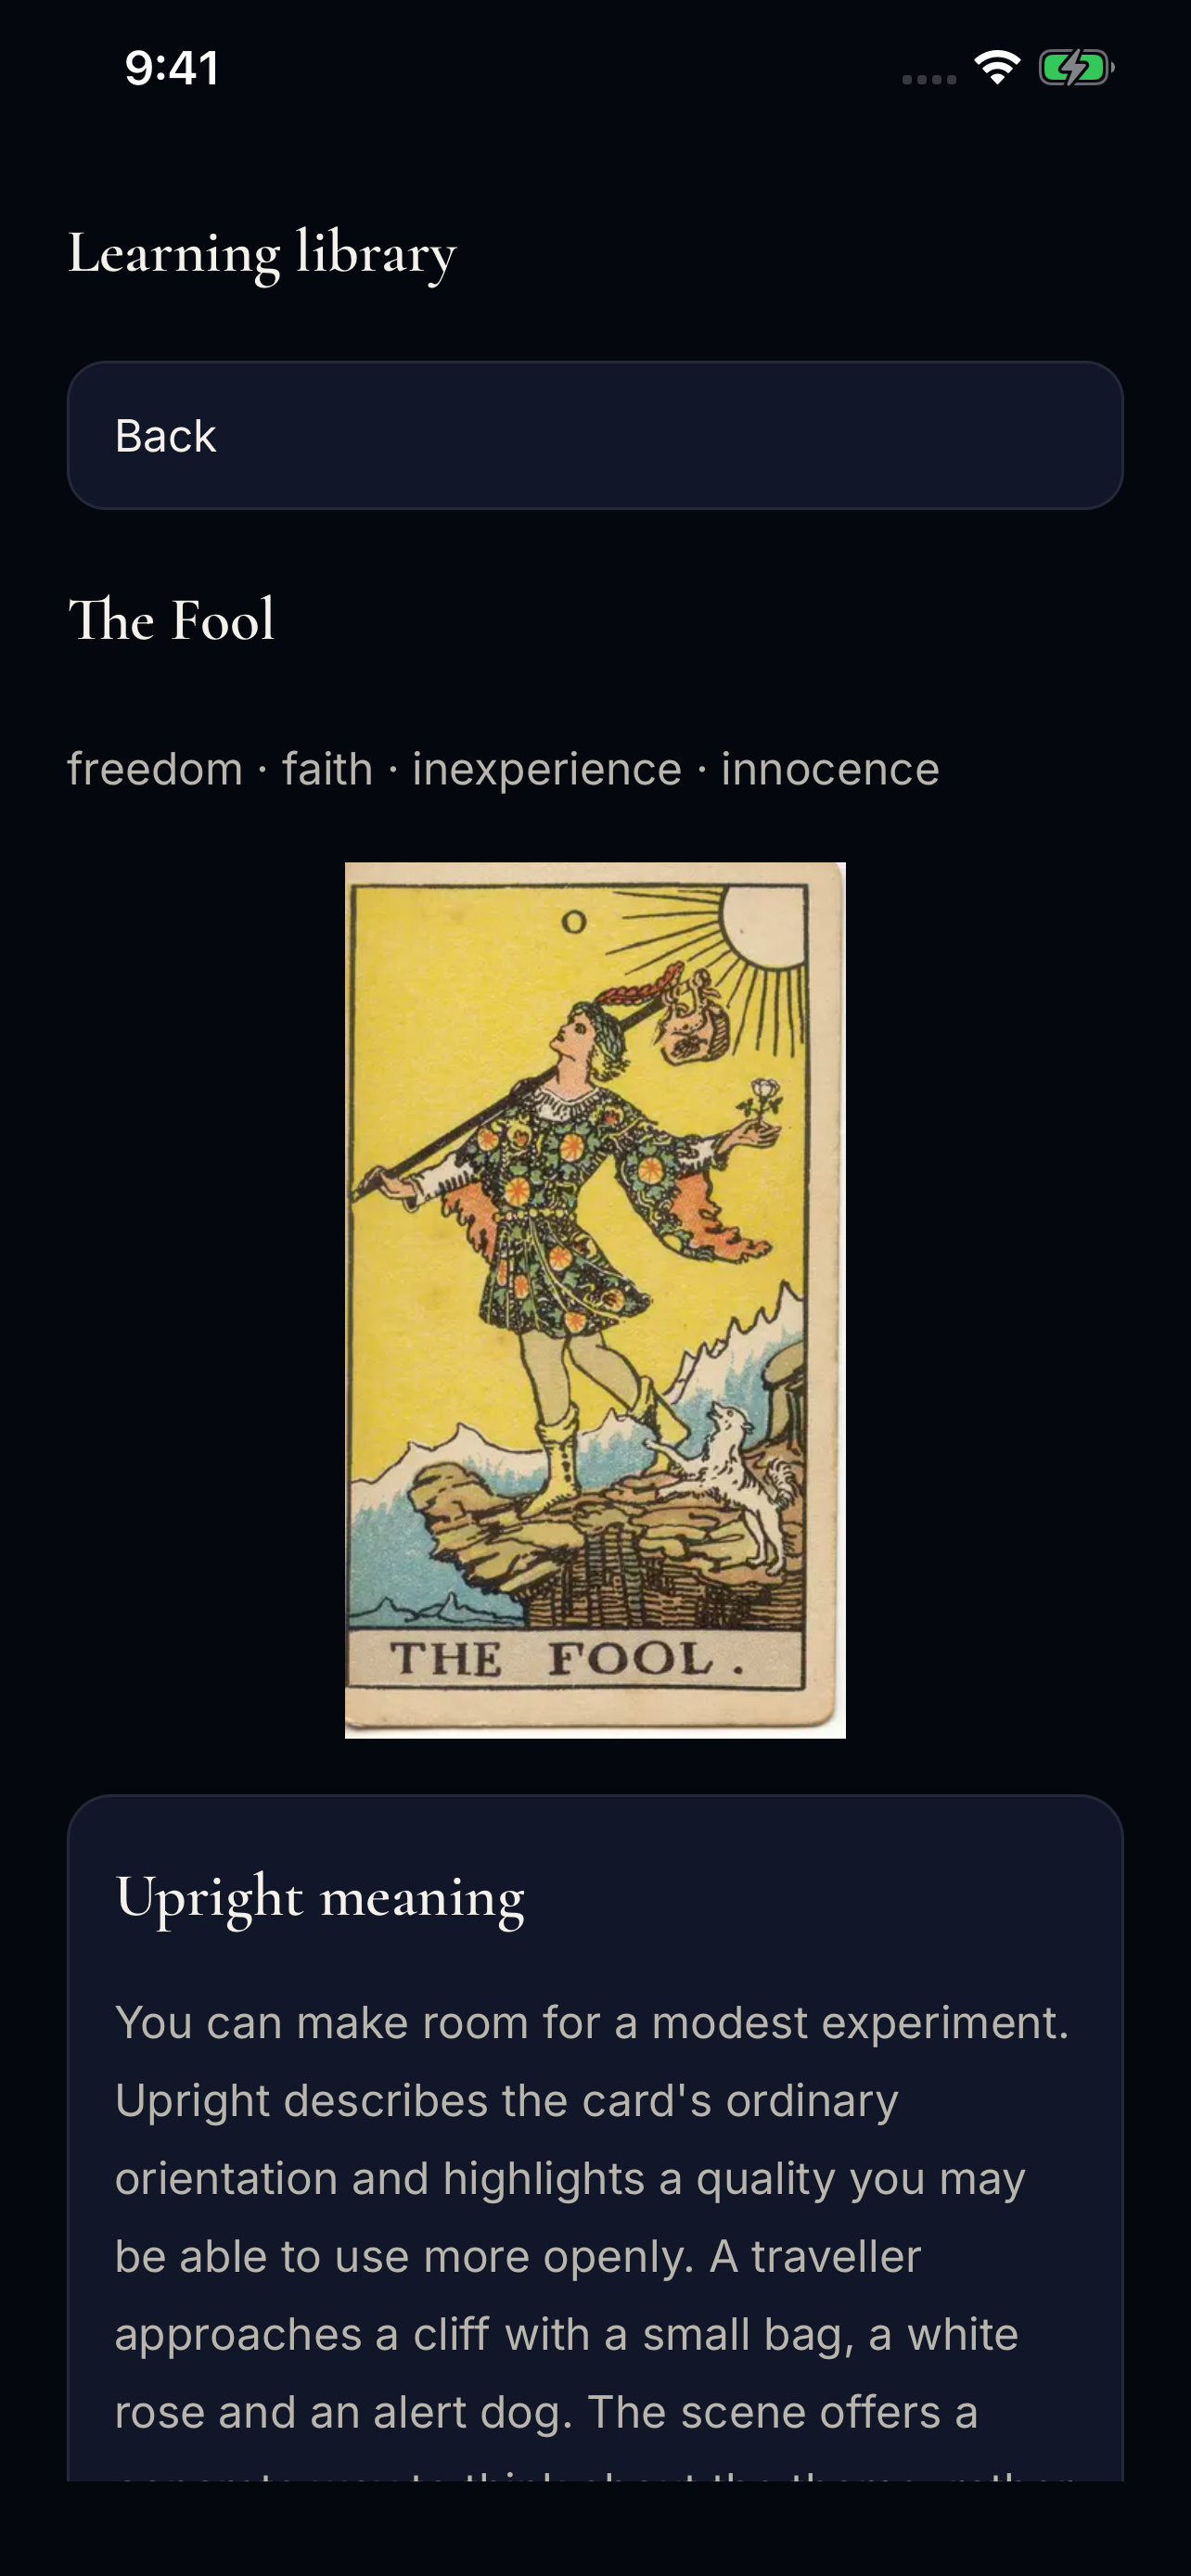 9:41
Learning library
Back
The Fool
freedom · faith · inexperience · innocence
0
THE FOOL.
Upright meaning
You can make room for a modest experiment.
Upright describes the card's ordinary
orientation and highlights a quality you may
be able to use more openly. A traveller
approaches a cliff with a small bag, a white
rose and an alert dog. The scene offers a